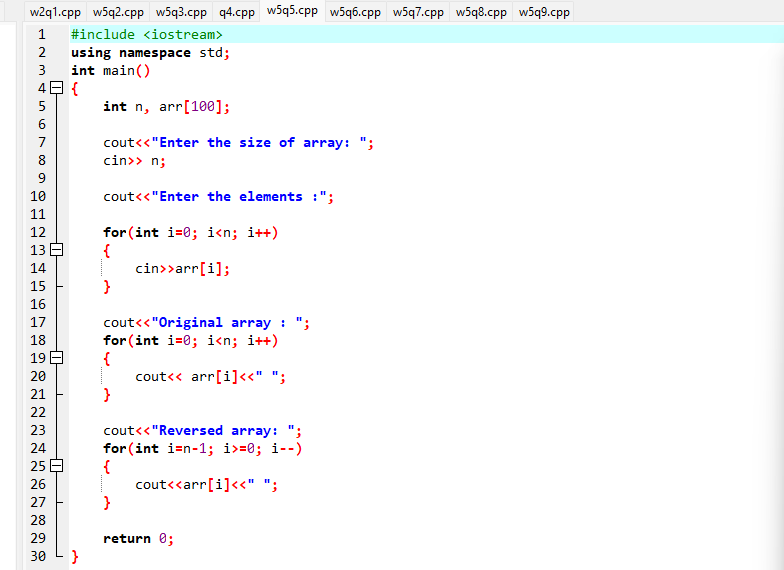 w2q1.cpp w5q2.cpp w5q3.cpp q4.cpp w5q5.cpp w5q6.cpp w5q7.cpp w5q8.cpp w5q9.cpp
1 #include <iostream>
2 using namespace std;
3 int main()
4 {
5 int n, arr[100];
6
7 cout<<"Enter the size of array: ";
8 cin>> n;
9
10 cout<<"Enter the elements :";
11
12 for(int i=0; i<n; i++)
13 {
14 cin>>arr[i];
15 }
16
17 cout<<"Original array : ";
18 for(int i=0; i<n; i++)
19 {
20 cout<< arr[i]<<" ";
21 }
22
23 cout<<"Reversed array: ";
24 for(int i=n-1; i>=0; i--)
25 {
26 cout<<arr[i]<<" ";
27 }
28
29 return 0;
30 }